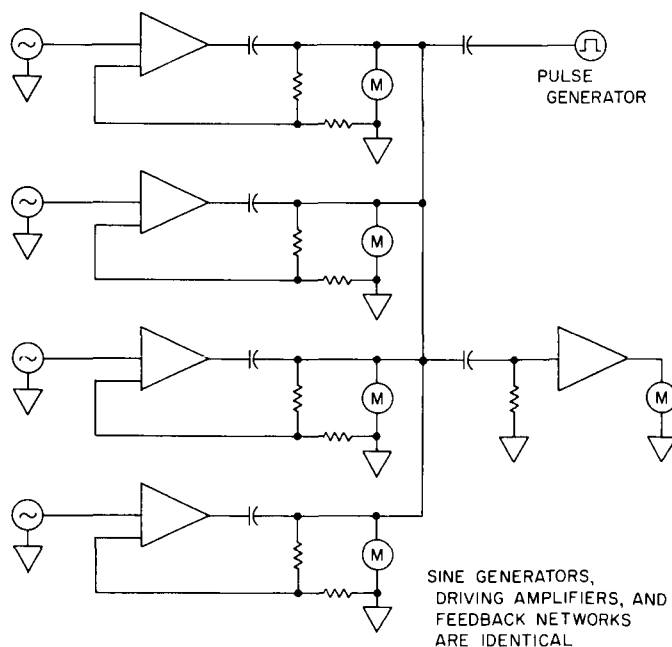 PULSE
GENERATOR
M
M
M
M
M
SINE GENERATORS,
DRIVING AMPLIFIERS, AND
FEEDBACK NETWORKS
ARE IDENTICAL